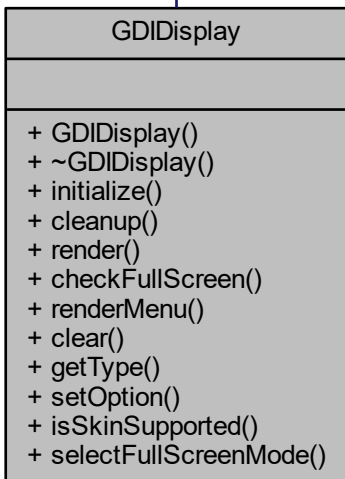 GDIDisplay
+ GDIDisplay()
+ ~GDIDisplay()
+ initialize()
+ cleanup()
+ render()
+ checkFullScreen()
+ renderMenu()
+ clear()
+ getType()
+ setOption()
+ isSkinSupported()
+ selectFullScreenMode()